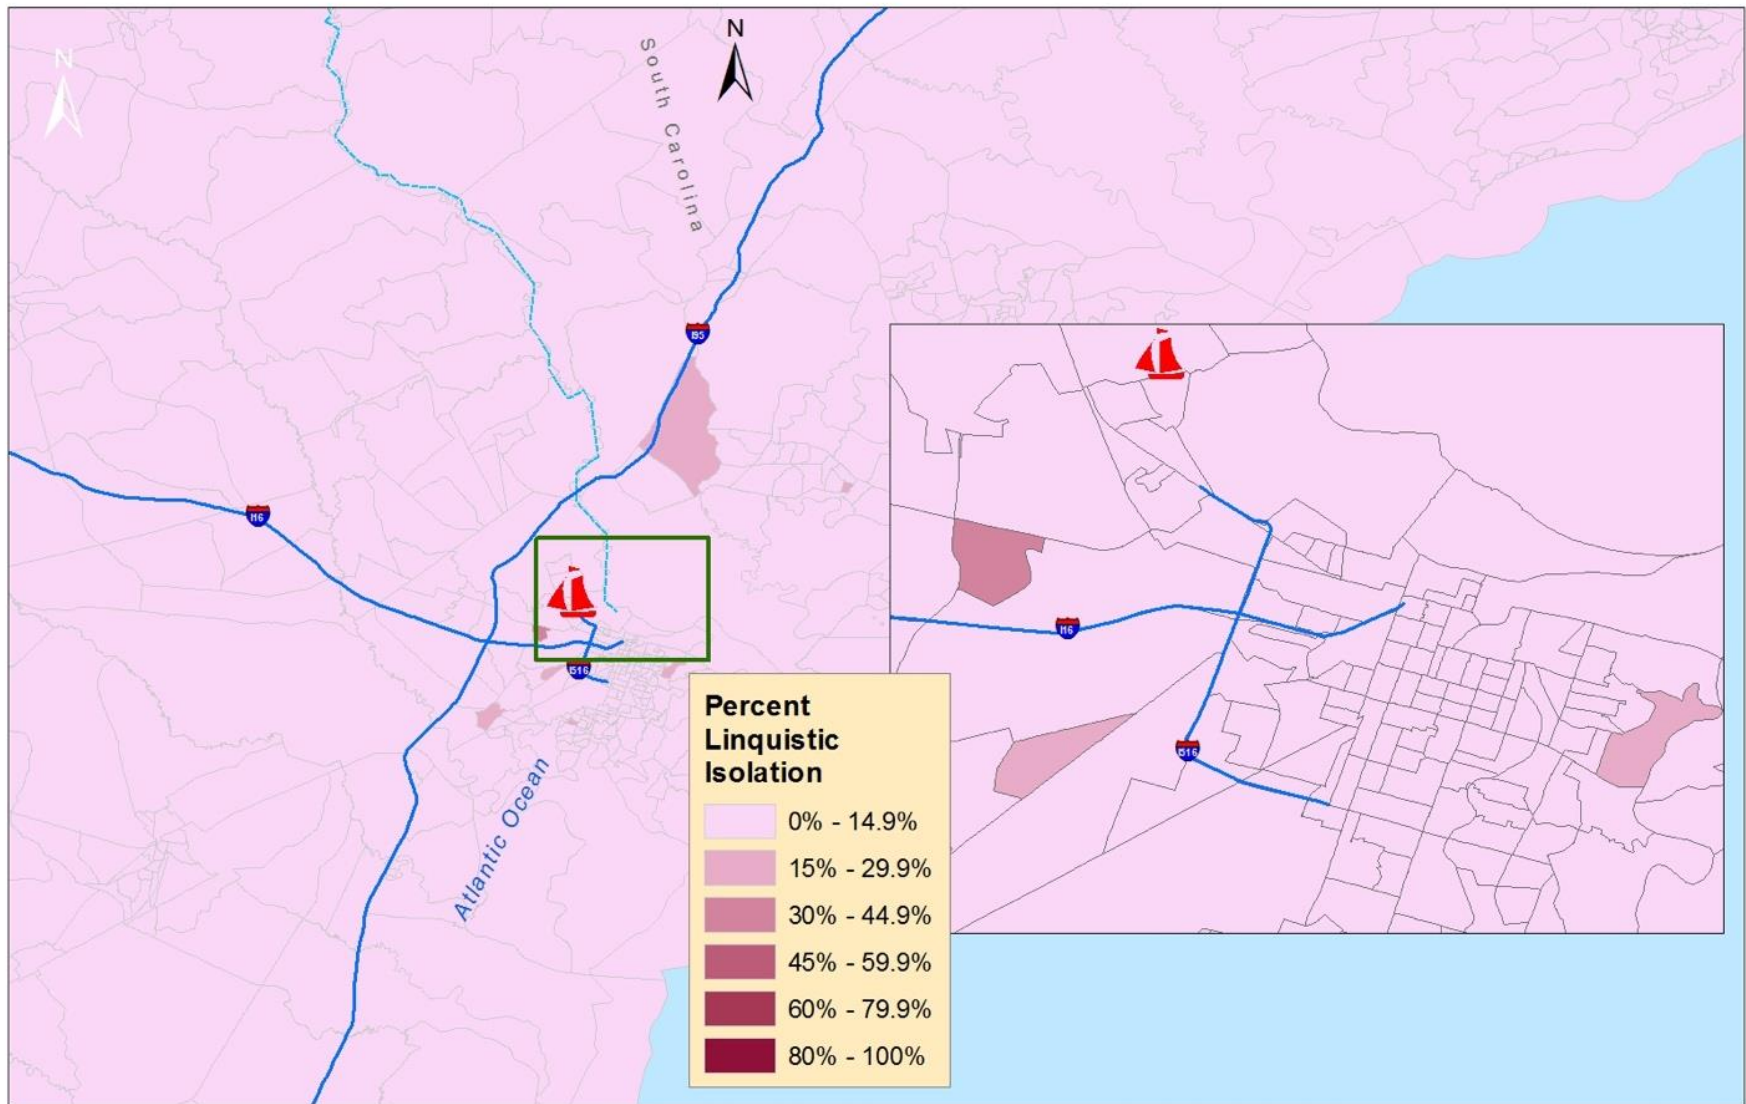 N
N
South Carolina
I95
I16
I516
Atlantic Ocean
I16
I516
Percent
Linquistic
Isolation
0% - 14.9%
15% - 29.9%
30% - 44.9%
45% - 59.9%
60% - 79.9%
80% - 100%